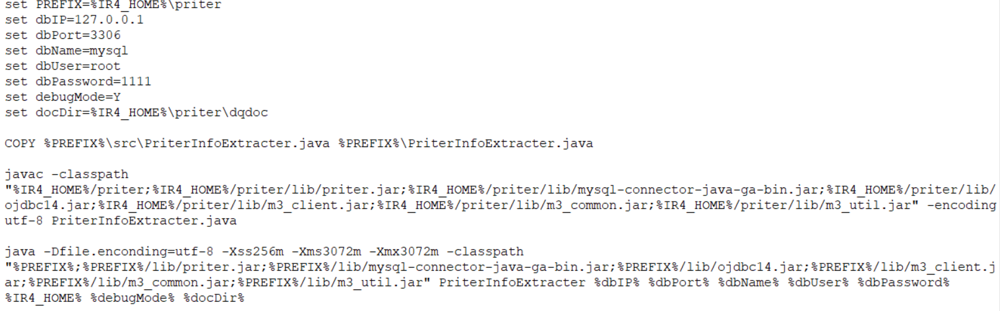 set PREFIX=%IR4_HOME%\priter
set dbIP=127.0.0.1
set dbPort=3306
set dbName=mysql
set dbUser=root
set dbPassword=1111
set debugMode=Y
set docDir=%IR4_HOME%\priter\dqdoc
COPY %PREFIX%\src\PriterInfoExtracter.java %PREFIX%\PriterInfoExtracter.java
javac -classpath
"%IR4_HOME%/priter;%IR4_HOME%/priter/lib/priter.jar;%IR4_HOME%/priter/lib/mysql-connector-java-ga-bin.jar;%IR4_HOME%/priter/lib/
ojdbc14.jar;%IR4_HOME%/priter/lib/m3_client.jar;%IR4_HOME%/priter/lib/m3_common.jar;%IR4_HOME%/priter/lib/m3_util.jar" -encoding
utf-8 PriterInfoExtracter.java
java -Dfile.enconding=utf-8 -Xss256m -Xms3072m -Xmx3072m -classpath
"%PREFIX%;%PREFIX%/lib/priter.jar;%PREFIX%/lib/mysql-connector-java-ga-bin.jar;%PREFIX%/lib/ojdbc14.jar;%PREFIX%/lib/m3_client.j
ar;%PREFIX%/lib/m3_common.jar;%PREFIX%/lib/m3_util.jar" PriterInfoExtracter %dbIP% %dbPort% %dbName% %dbUser% %dbPassword%
%IR4_HOME% %debugMode% %docDir%